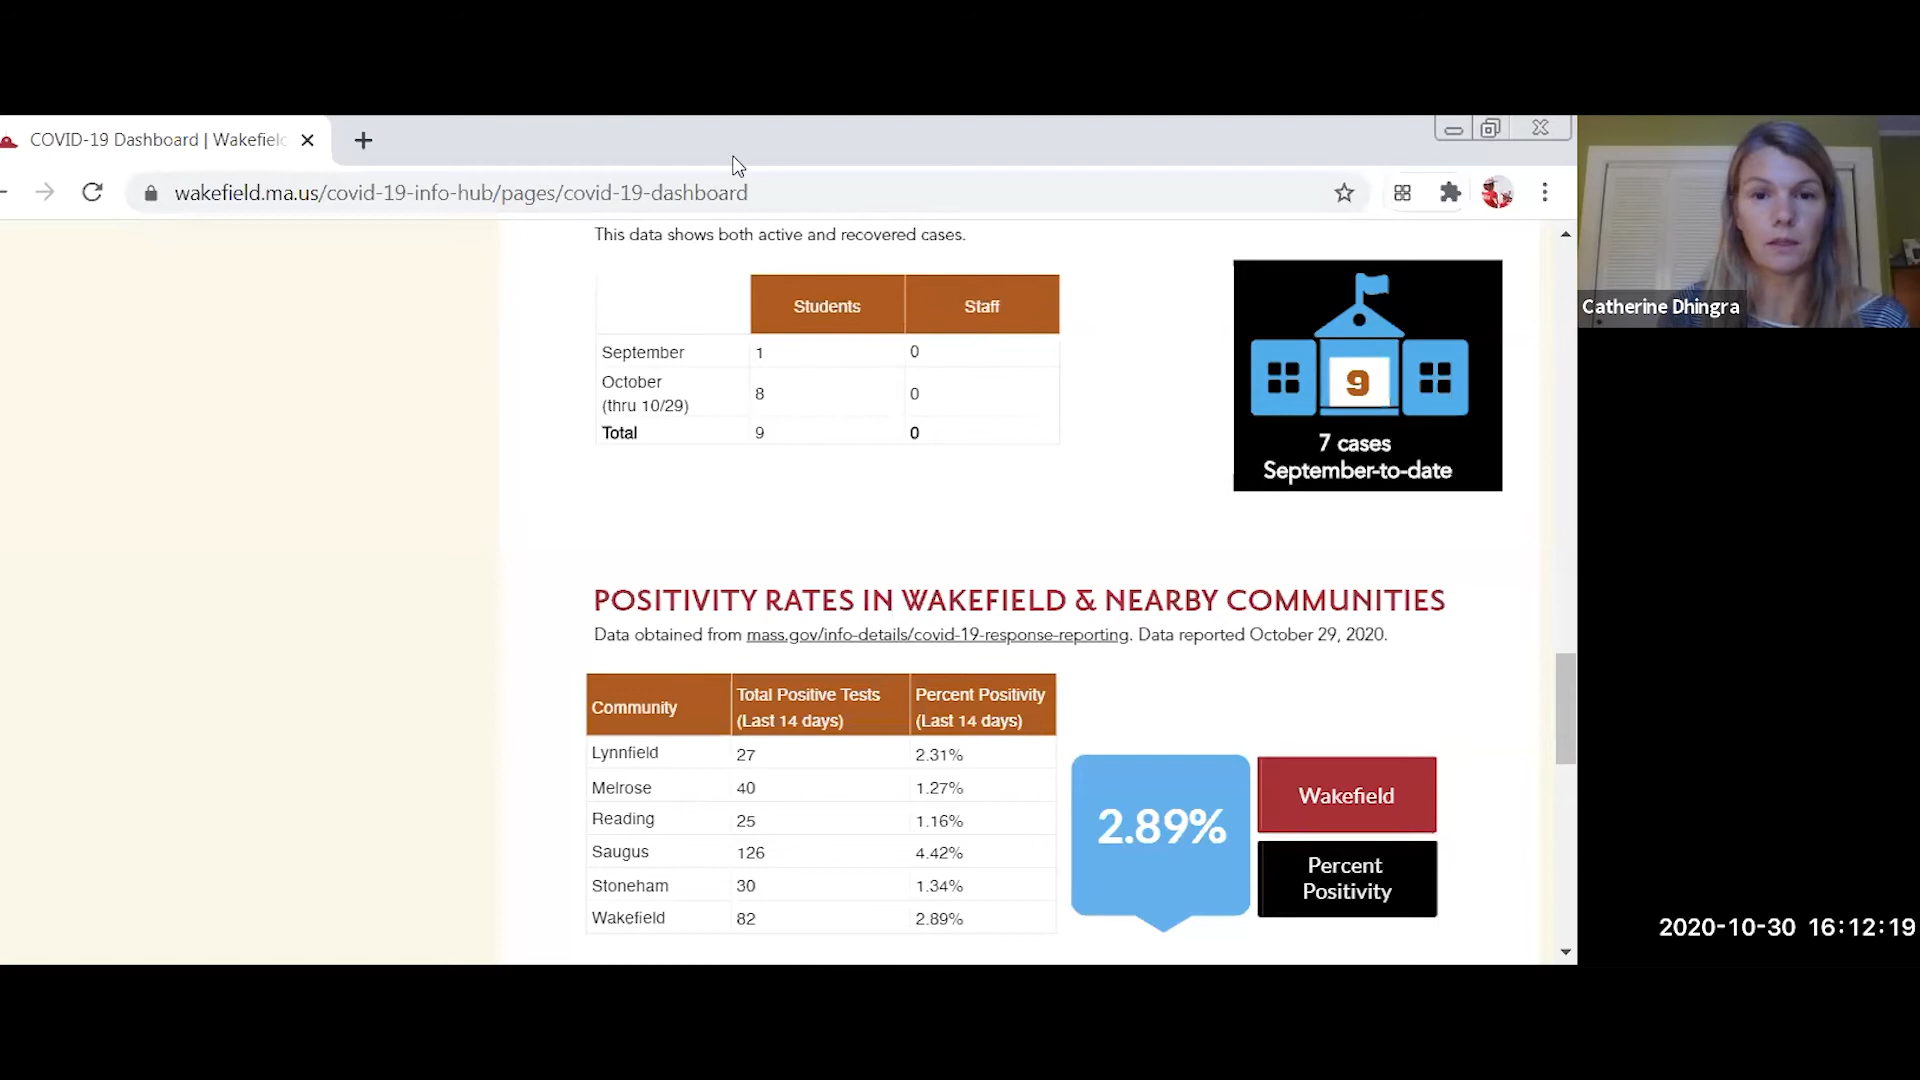 COVID-19 Dashboard | Wakefield
wakefield.ma.us/covid-19-info-hub/pages/covid-19-dashboard
This data shows both active and recovered cases.
Students Staff
September 1 0
October
(thru 10/29) 8 0
Total 9 0
9
7 cases
September-to-date
Catherine Dhingra
POSITIVITY RATES IN WAKEFIELD & NEARBY COMMUNITIES
Data obtained from mass.gov/info-details/covid-19-response-reporting. Data reported October 29, 2020.
Community Total Positive Tests (Last 14 days) Percent Positivity (Last 14 days)
Lynnfield 27 2.31%
Melrose 40 1.27%
Reading 25 1.16%
Saugus 126 4.42%
Stoneham 30 1.34%
Wakefield 82 2.89%
2.89%
Wakefield
Percent
Positivity
2020-10-30 16:12:19